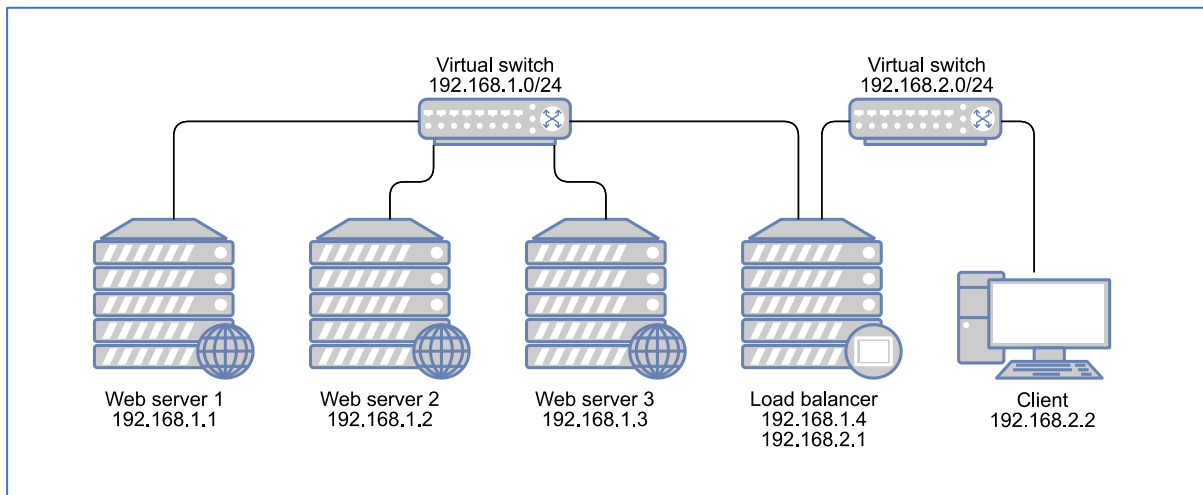 Virtual switch
192.168.1.0/24
Virtual switch
192.168.2.0/24
Web server 1
192.168.1.1
Web server 2
192.168.1.2
Web server 3
192.168.1.3
Load balancer
192.168.1.4
192.168.2.1
Client
192.168.2.2